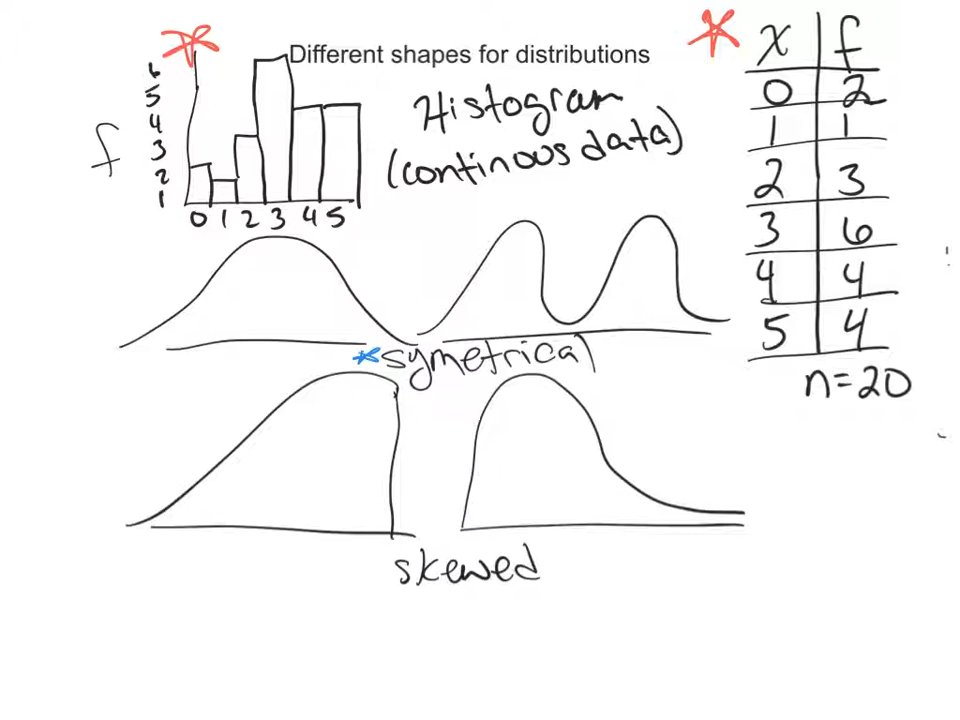 Different shapes for distributions
Histogram
(continous data)
f
6
5
4
3
2
1
0 1 2 3 4 5
x f
0 2
1 1
2 3
3 6
4 4
5 4
n=20
*symetrical
skewed